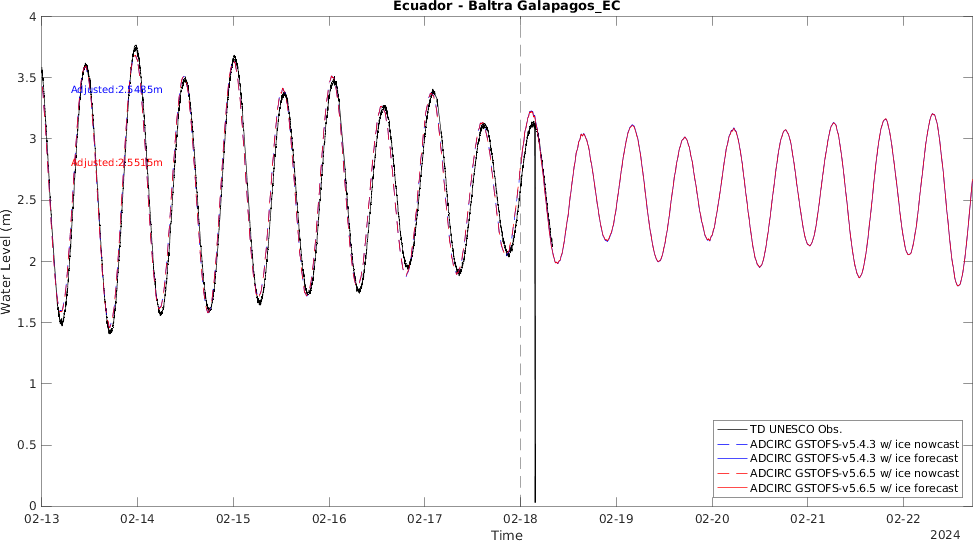 Ecuador - Baltra Galapagos_EC
4
3.5
3
2.5
2
1.5
1
0.5
0
Water Level (m)
Adjusted:2.5435m
Adjusted:2.5515m
TD UNESCO Obs.
ADCIRC GSTOFS-v5.4.3 w/ ice nowcast
ADCIRC GSTOFS-v5.4.3 w/ ice forecast
ADCIRC GSTOFS-v5.6.5 w/ ice nowcast
ADCIRC GSTOFS-v5.6.5 w/ ice forecast
02-13 02-14 02-15 02-16 02-17 02-18 02-19 02-20 02-21 02-22
Time
2024